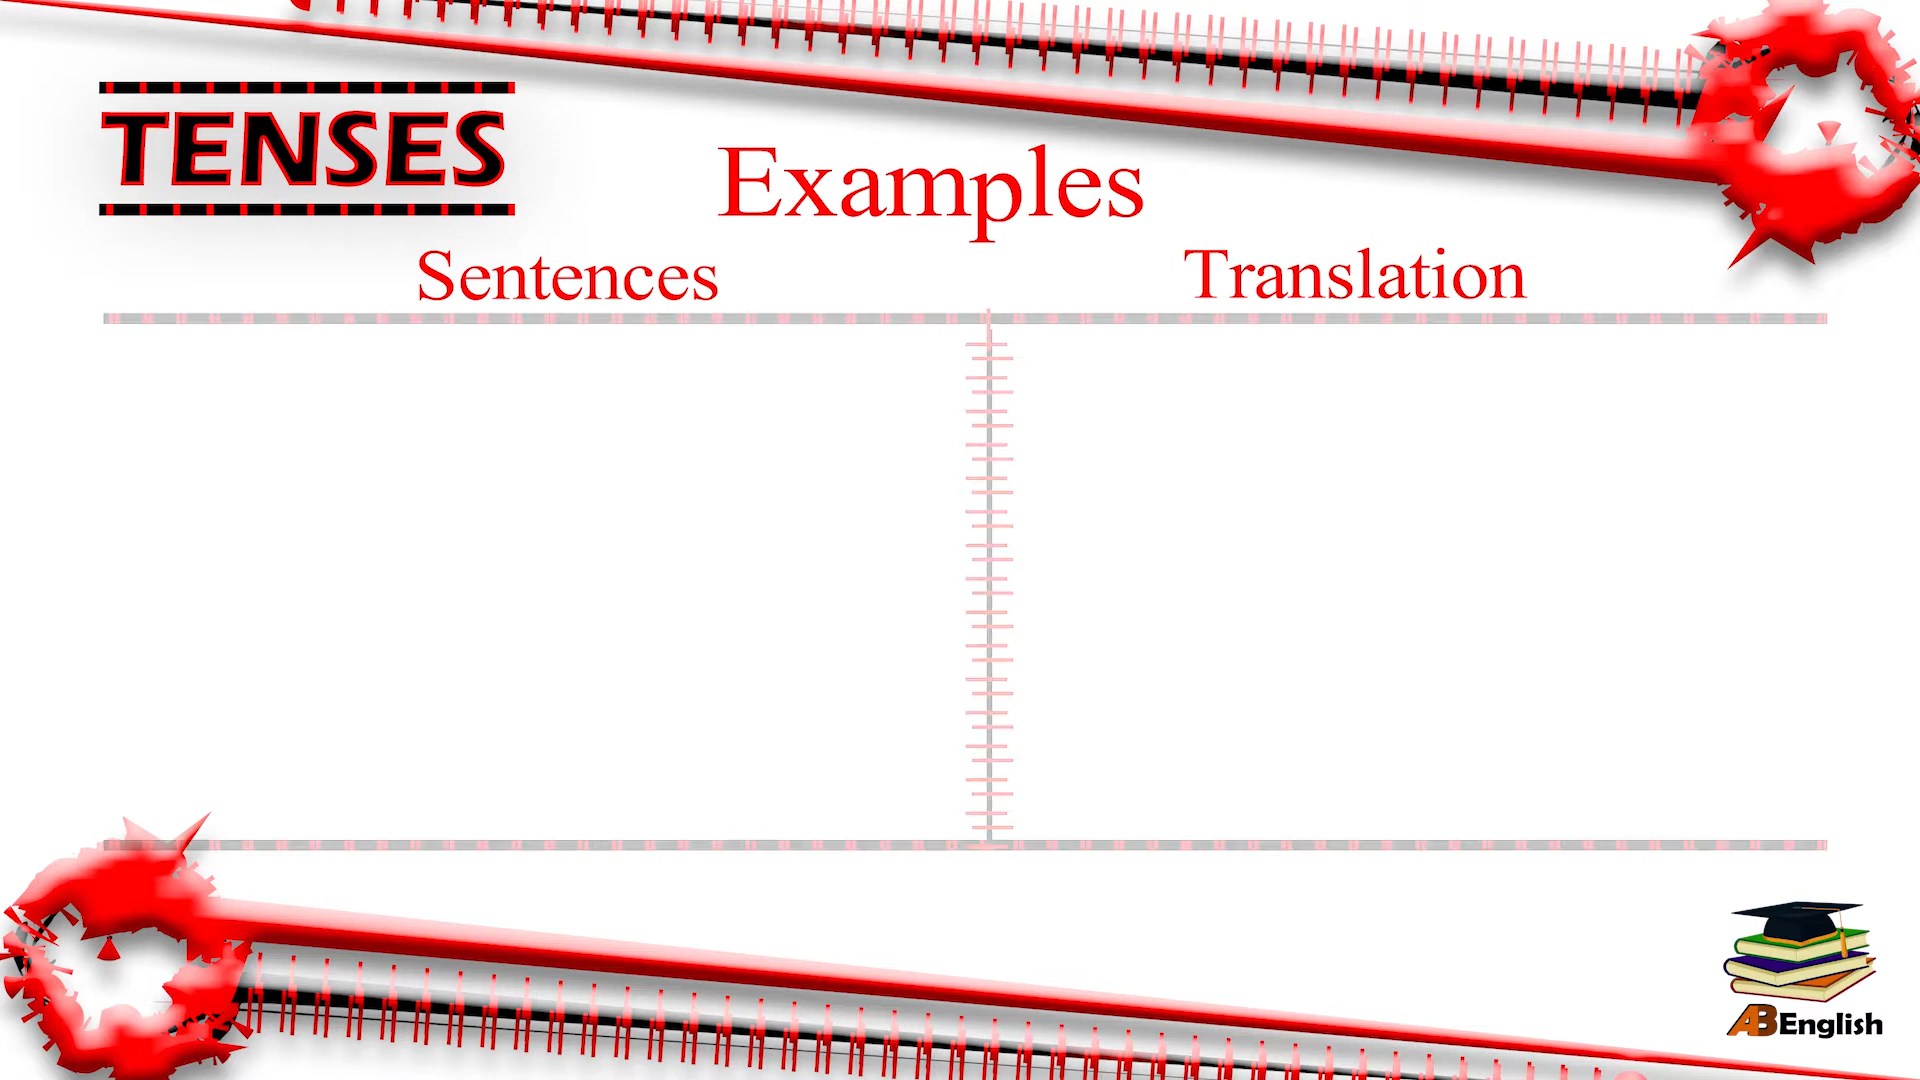 TENSES
Examples
Sentences
Translation
ABEnglish